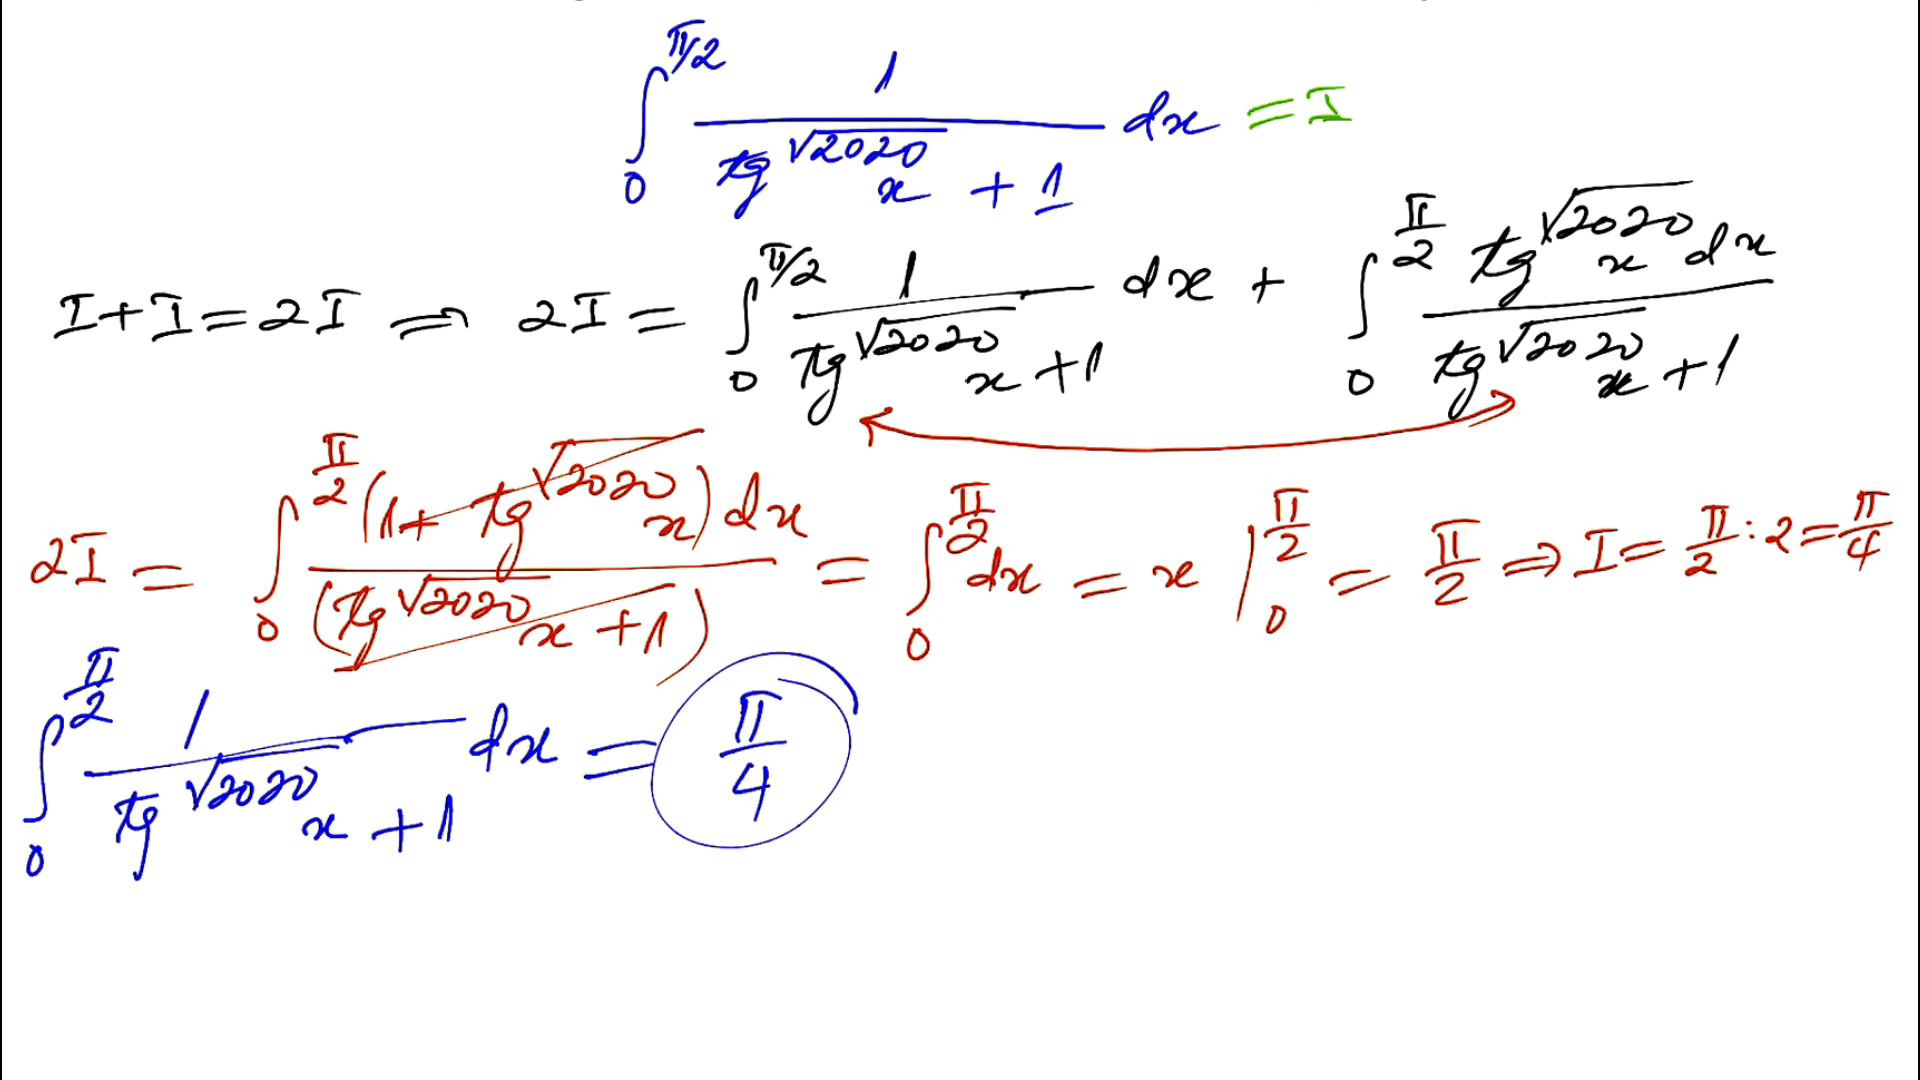 ∫₀^{π/2} 1/(tg^{√2020} x + 1) dx = I
I + I = 2I ⇒ 2I = ∫₀^{π/2} 1/(tg^{√2020} x + 1) dx + ∫₀^{π/2} tg^{√2020} x dx/(tg^{√2020} x + 1)
2I = ∫₀^{π/2} (1 + tg^{√2020} x) dx/(tg^{√2020} x + 1) = ∫₀^{π/2} dx = x |₀^{π/2} = π/2 ⇒ I = π/2 : 2 = π/4
∫₀^{π/2} 1/(tg^{√2020} x + 1) dx = π/4